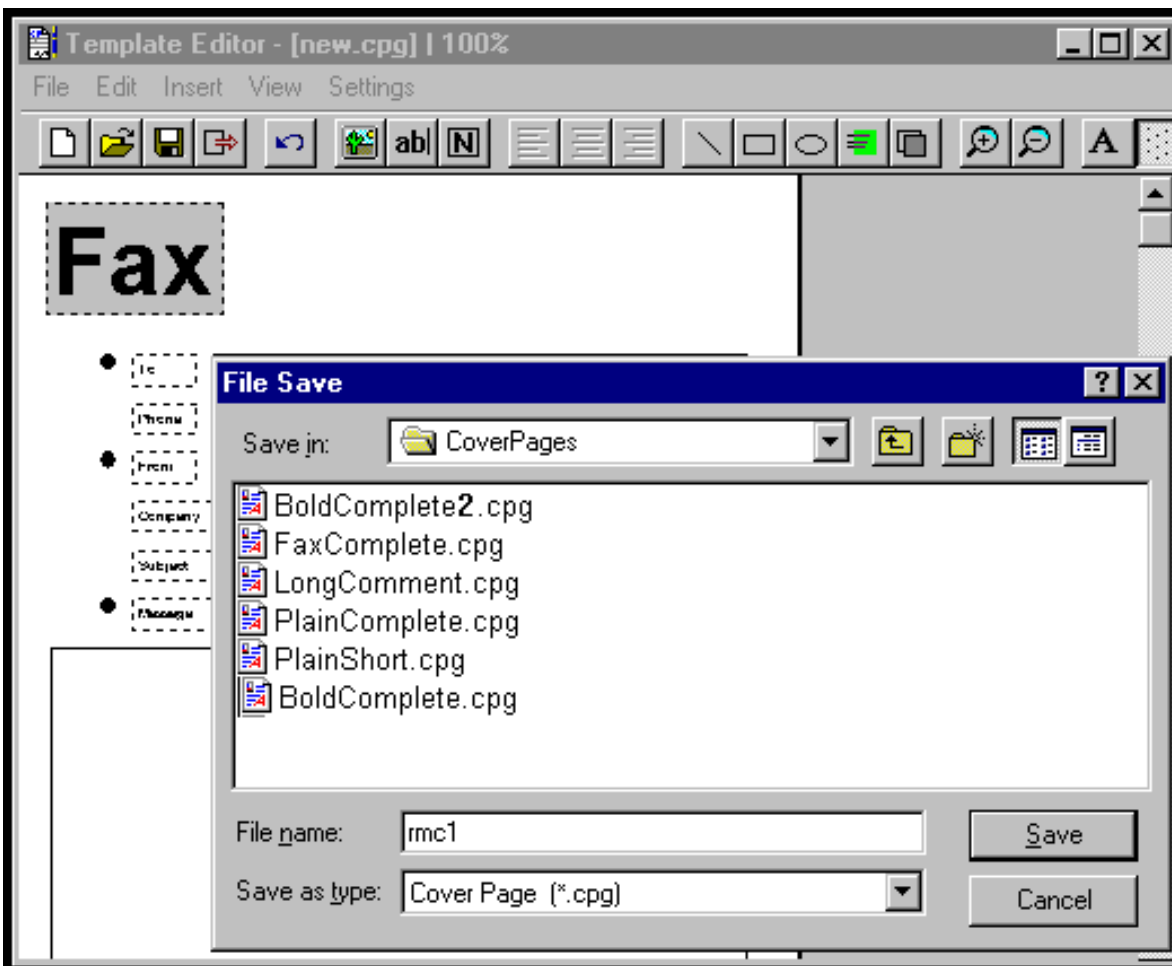 Template Editor - [new.cpg] | 100%
File Edit Insert View Settings
ab| N A
Fax
To
Phone
From
Company
Subject
Message
File Save
Save in: CoverPages
BoldComplete2.cpg
FaxComplete.cpg
LongComment.cpg
PlainComplete.cpg
PlainShort.cpg
BoldComplete.cpg
File name: rmc1 Save
Save as type: Cover Page (*.cpg) Cancel